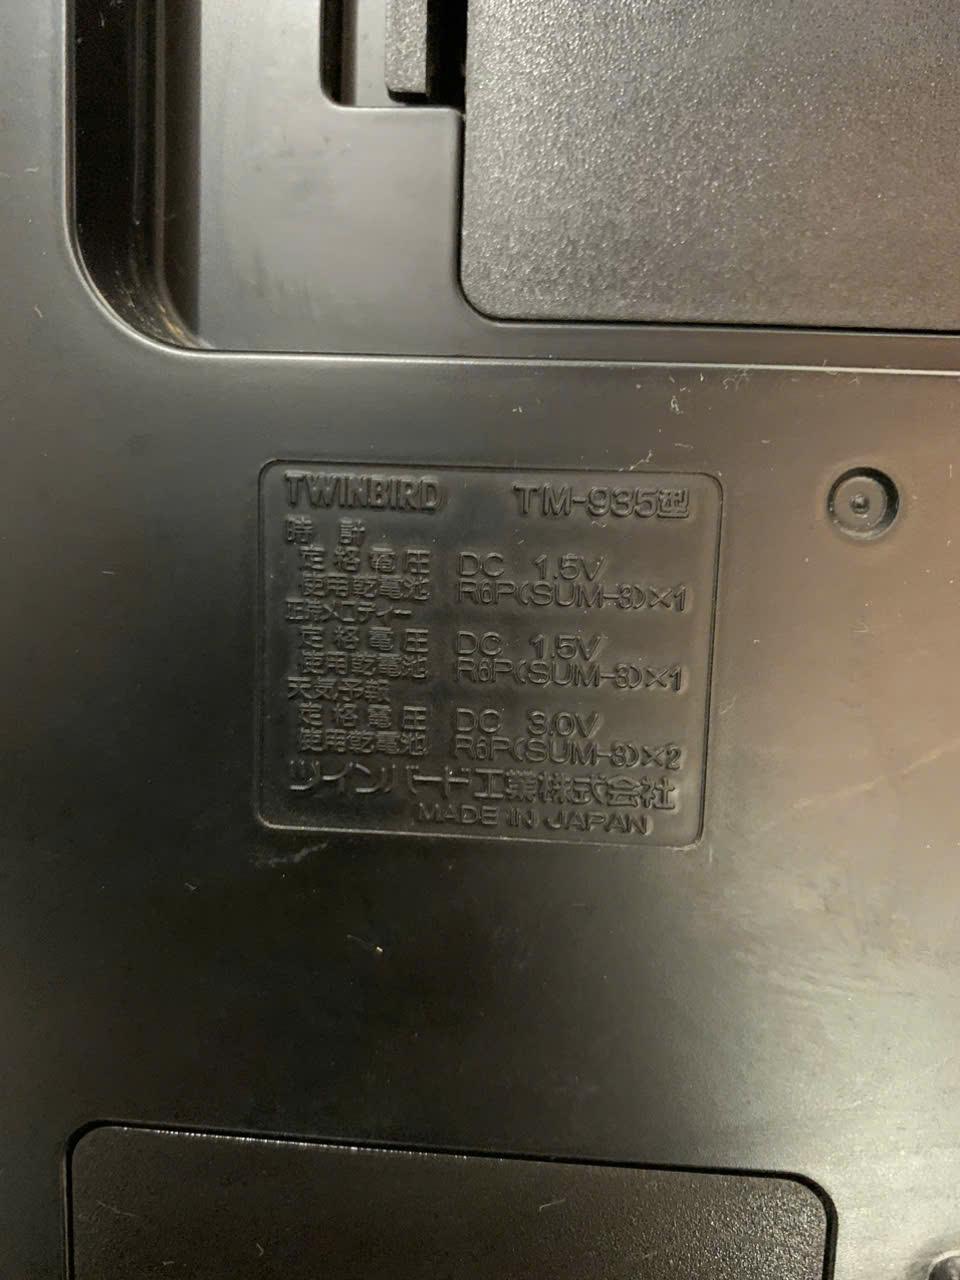 TWINBIRD TM-935型
時計
定格電圧 DC 1.5V
使用乾電池 R6P(SUM-3)×1
正時メロディー
定格電圧 DC 1.5V
使用乾電池 R6P(SUM-3)×1
天気予報
定格電圧 DC 3.0V
使用乾電池 R6P(SUM-3)×2
ツインバード工業株式会社
MADE IN JAPAN